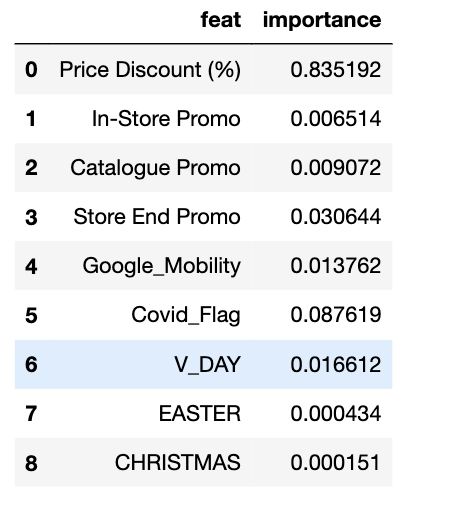 feat importance
0 Price Discount (%) 0.835192
1 In-Store Promo 0.006514
2 Catalogue Promo 0.009072
3 Store End Promo 0.030644
4 Google_Mobility 0.013762
5 Covid_Flag 0.087619
6 V_DAY 0.016612
7 EASTER 0.000434
8 CHRISTMAS 0.000151